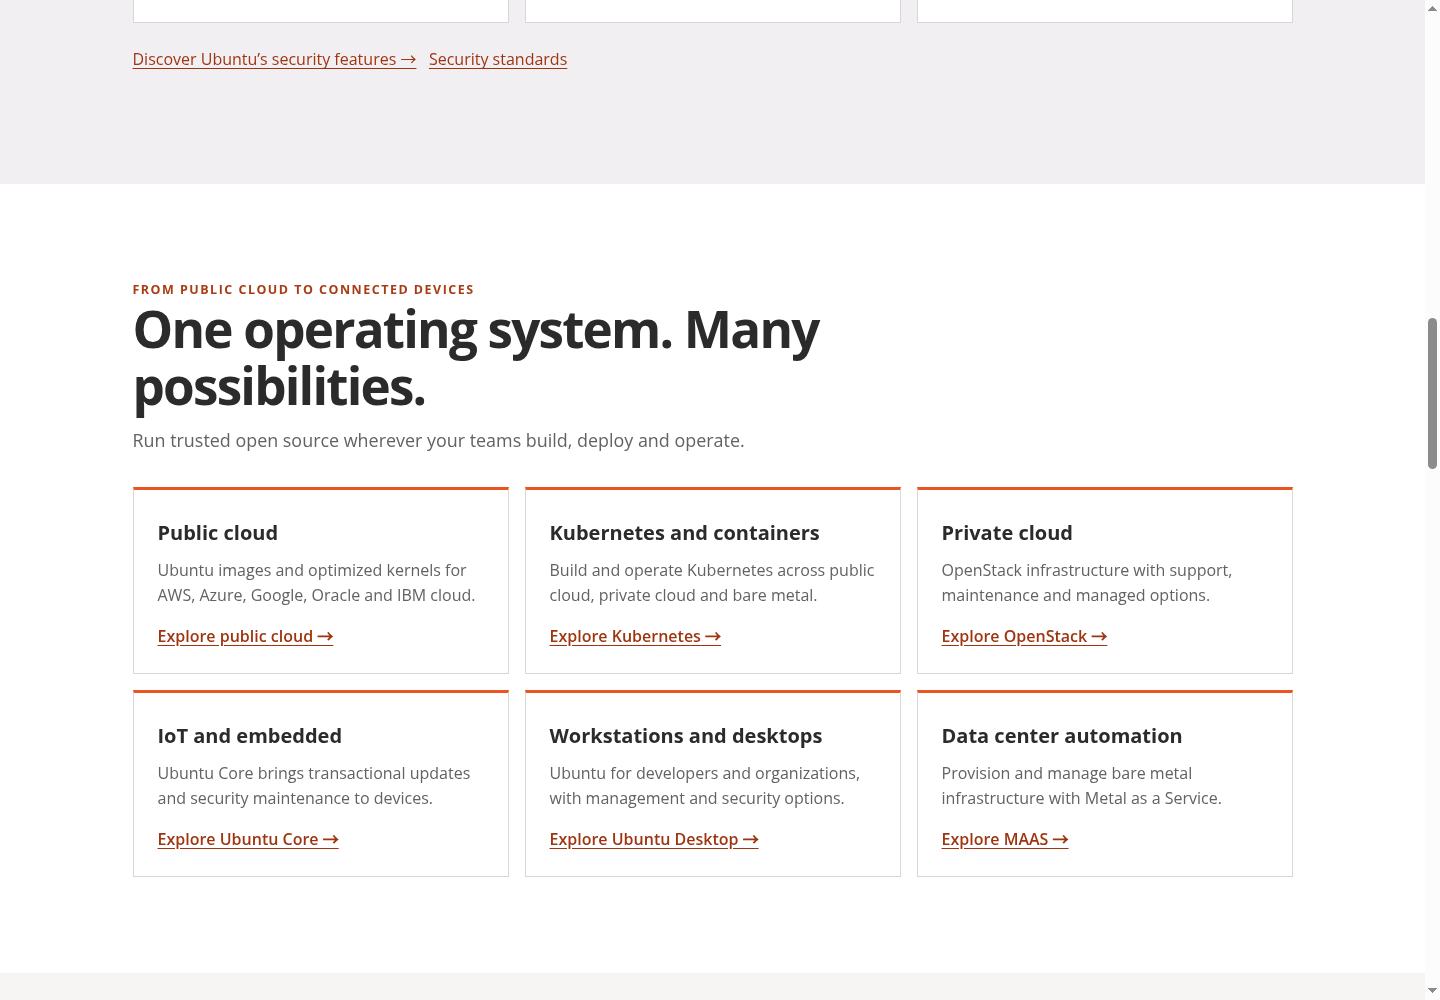 Discover Ubuntu’s security features → Security standards
FROM PUBLIC CLOUD TO CONNECTED DEVICES
One operating system. Many
possibilities.
Run trusted open source wherever your teams build, deploy and operate.
Public cloud
Ubuntu images and optimized kernels for
AWS, Azure, Google, Oracle and IBM cloud.
Explore public cloud →
Kubernetes and containers
Build and operate Kubernetes across public
cloud, private cloud and bare metal.
Explore Kubernetes →
Private cloud
OpenStack infrastructure with support,
maintenance and managed options.
Explore OpenStack →
IoT and embedded
Ubuntu Core brings transactional updates
and security maintenance to devices.
Explore Ubuntu Core →
Workstations and desktops
Ubuntu for developers and organizations,
with management and security options.
Explore Ubuntu Desktop →
Data center automation
Provision and manage bare metal
infrastructure with Metal as a Service.
Explore MAAS →